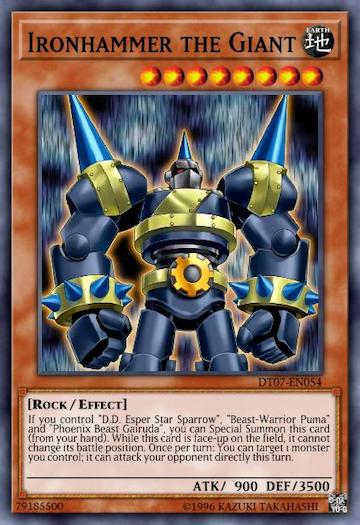 IRONHAMMER THE GIANT
EARTH
地
DT07-EN054
[ROCK / EFFECT]
If you control "D.D. Esper Star Sparrow", "Beast-Warrior Puma"
and "Phoenix Beast Gairuda", you can Special Summon this card
(from your hand). While this card is face-up on the field, it cannot
change its battle position. Once per turn: You can target 1 monster
you control; it can attack your opponent directly this turn.
ATK/ 900 DEF/3500
79185500
©1996 KAZUKI TAKAHASHI